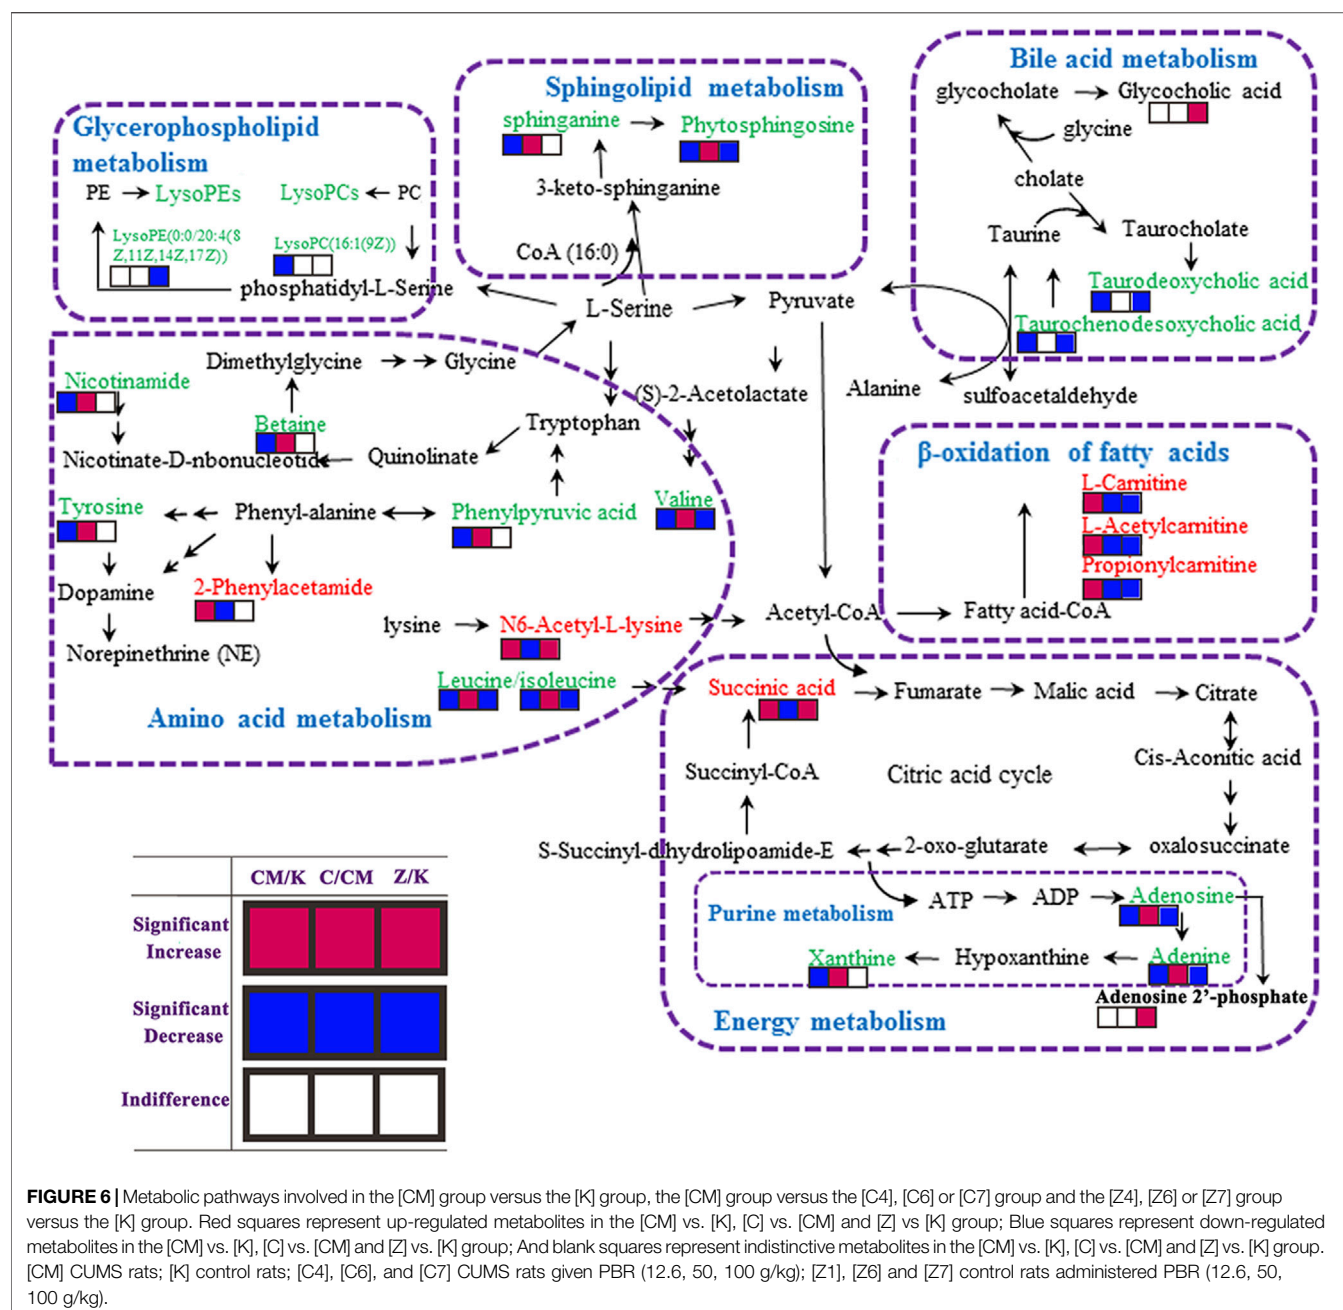 Glycerophospholipid
metabolism
PE
LysoPEs
LysoPCs
PC
LysoPE(0:0/20:4(8
Z,11Z,14Z,17Z))
LysoPC(16:1(9Z))
phosphatidyl-L-Serine
Sphingolipid metabolism
sphinganine
Phytosphingosine
3-keto-sphinganine
CoA (16:0)
L-Serine
Pyruvate
Bile acid metabolism
glycocholate
Glycocholic acid
glycine
cholate
Taurine
Taurocholate
Taurodeoxycholic acid
Taurochenodesoxycholic acid
Alanine
sulfoacetaldehyde
(S)-2-Acetolactate
Dimethylglycine
Glycine
Nicotinamide
Betaine
Tryptophan
Nicotinate-D-nbonucleotide
Quinolinate
Tyrosine
Phenyl-alanine
Phenylpyruvic acid
Valine
Dopamine
2-Phenylacetamide
Norepinethrine (NE)
lysine
N6-Acetyl-L-lysine
Leucine/isoleucine
Amino acid metabolism
β-oxidation of fatty acids
L-Carnitine
L-Acetylcarnitine
Propionylcarnitine
Acetyl-CoA
Fatty acid-CoA
Succinic acid
Fumarate
Malic acid
Citrate
Cis-Aconitic acid
Succinyl-CoA
Citric acid cycle
S-Succinyl-dihydrolipoamide-E
2-oxo-glutarate
oxalosuccinate
Purine metabolism
ATP
ADP
Adenosine
Xanthine
Hypoxanthine
Adenine
Adenosine 2'-phosphate
Energy metabolism
CM/K C/CM Z/K
Significant
Increase
Significant
Decrease
Indifference
FIGURE 6 | Metabolic pathways involved in the [CM] group versus the [K] group, the [CM] group versus the [C4], [C6] or [C7] group and the [Z4], [Z6] or [Z7] group
versus the [K] group. Red squares represent up-regulated metabolites in the [CM] vs. [K], [C] vs. [CM] and [Z] vs [K] group; Blue squares represent down-regulated
metabolites in the [CM] vs. [K], [C] vs. [CM] and [Z] vs. [K] group; And blank squares represent indistinctive metabolites in the [CM] vs. [K], [C] vs. [CM] and [Z] vs. [K] group.
[CM] CUMS rats; [K] control rats; [C4], [C6], and [C7] CUMS rats given PBR (12.6, 50, 100 g/kg); [Z1], [Z6] and [Z7] control rats administered PBR (12.6, 50,
100 g/kg).